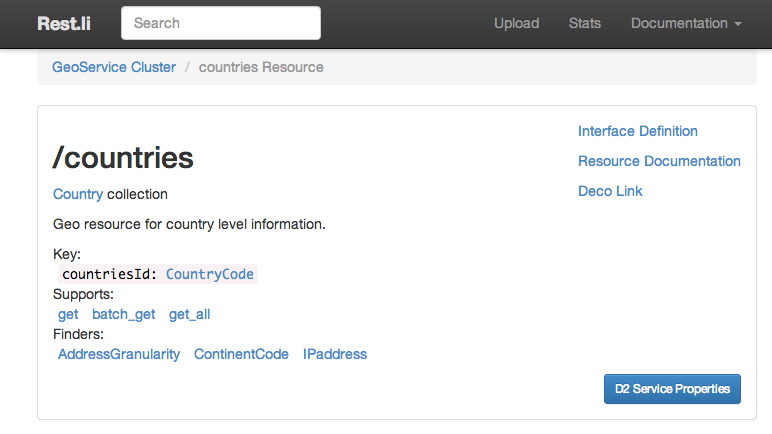 Rest.li Search Upload Stats Documentation
GeoService Cluster / countries Resource
Interface Definition
/countries
Resource Documentation
Country collection
Deco Link
Geo resource for country level information.
Key:
countriesId: CountryCode
Supports:
get batch_get get_all
Finders:
AddressGranularity ContinentCode IPaddress
D2 Service Properties